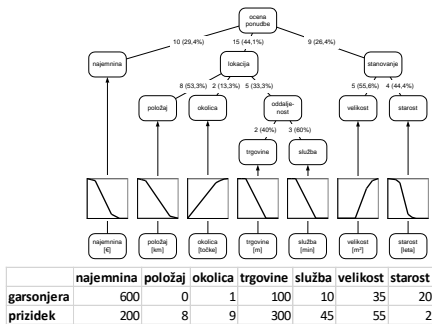 ocena
ponudbe
10 (29,4%)
15 (44,1%)
9 (26,4%)
najemnina
lokacija
stanovanje
8 (53,3%)
2 (13,3%)
5 (33,3%)
5 (55,6%)
4 (44,4%)
položaj
okolica
oddalje-
nost
velikost
starost
2 (40%)
3 (60%)
trgovine
služba
najemnina
[€]
položaj
[km]
okolica
[točke]
trgovine
[m]
služba
[min]
velikost
[m²]
starost
[leta]
najemnina položaj okolica trgovine služba velikost starost
garsonjera 600 0 1 100 10 35 20
prizidek 200 8 9 300 45 55 2